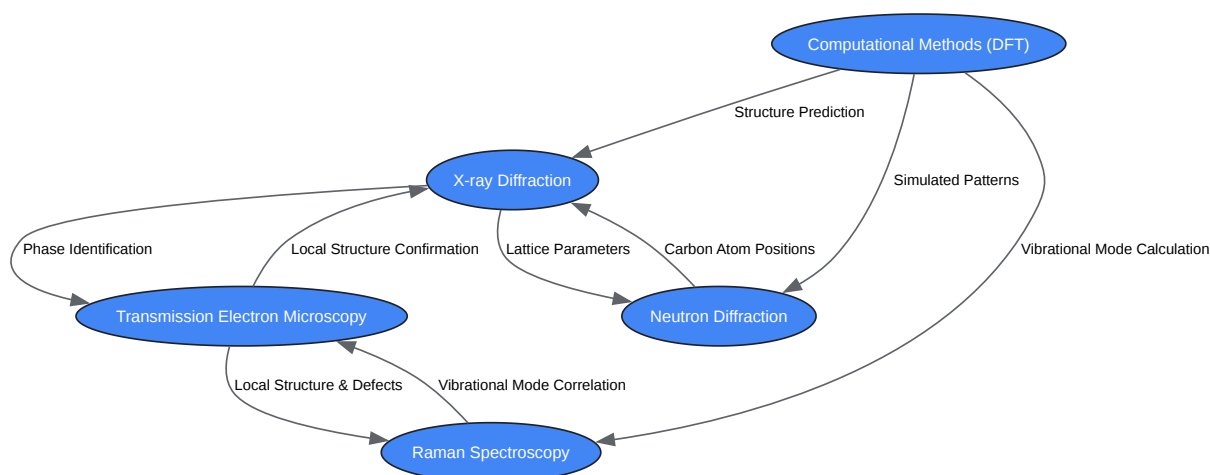 Computational Methods (DFT)
Structure Prediction
X-ray Diffraction
Simulated Patterns
Phase Identification
Local Structure Confirmation
Lattice Parameters
Carbon Atom Positions
Vibrational Mode Calculation
Transmission Electron Microscopy
Neutron Diffraction
Local Structure & Defects
Vibrational Mode Correlation
Raman Spectroscopy